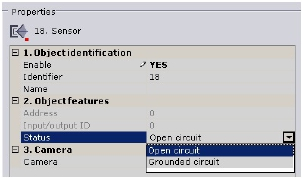 Properties
18. Sensor
1. Object identification
Enable YES
Identifier 18
Name
2. Object features
Address 0
Input/output ID 0
Status Open circuit
Open circuit
3. Camera
Grounded circuit
Camera